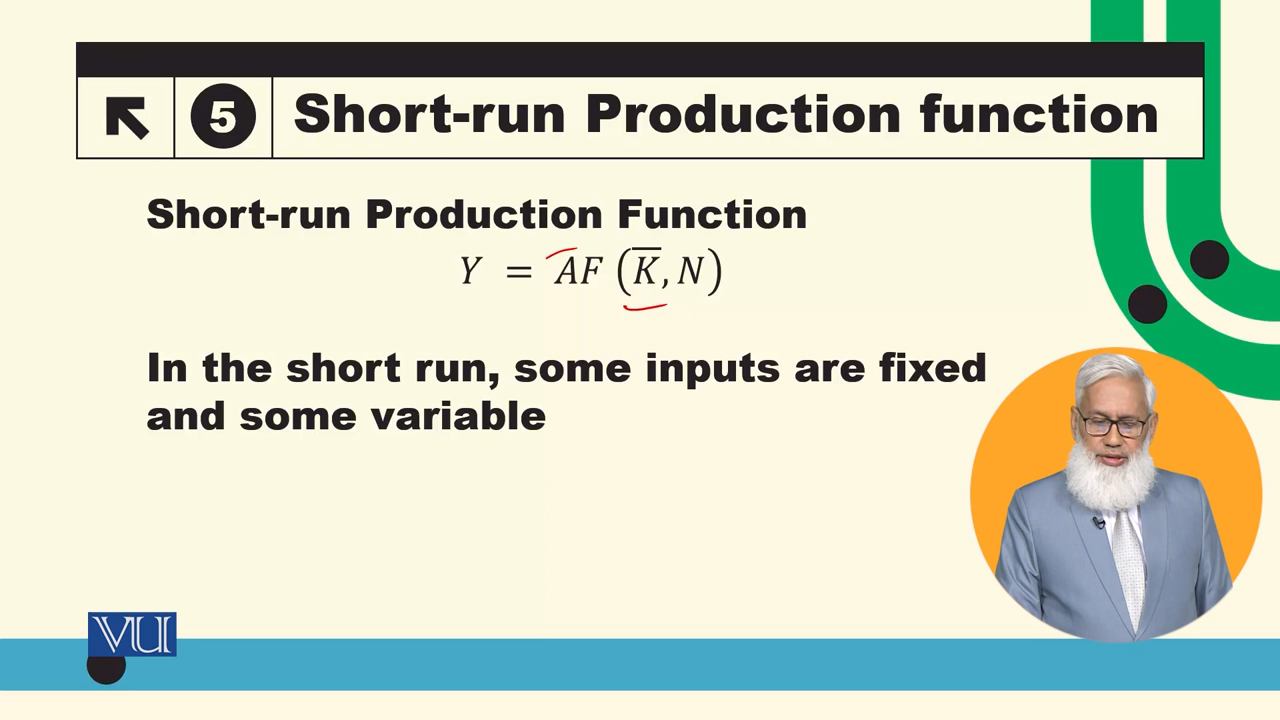 5 Short-run Production function
Short-run Production Function
Y = AF (K̅, N)
In the short run, some inputs are fixed
and some variable
VU